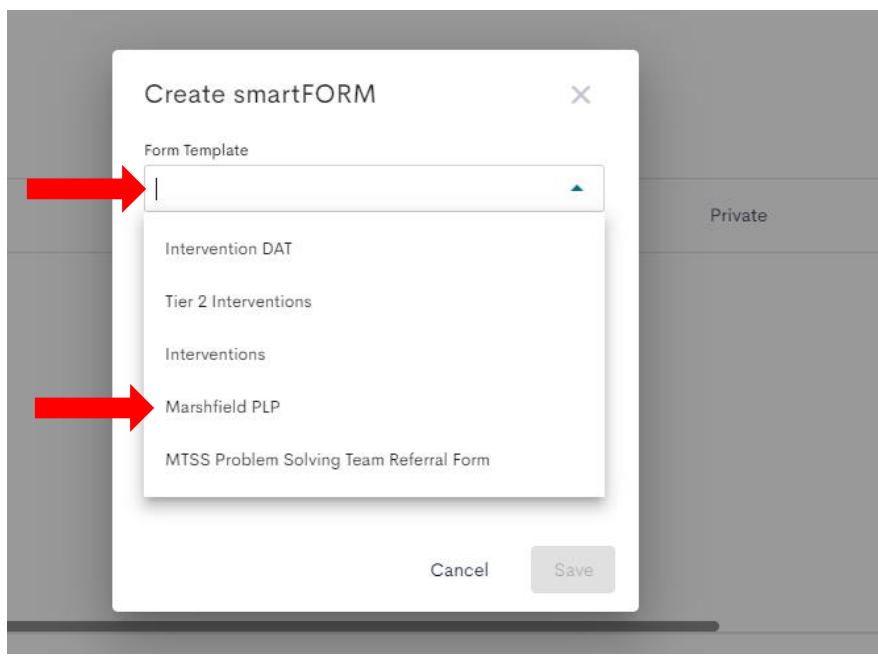 Create smartFORM
Form Template
Private
Intervention DAT
Tier 2 Interventions
Interventions
Marshfield PLP
MTSS Problem Solving Team Referral Form
Cancel
Save